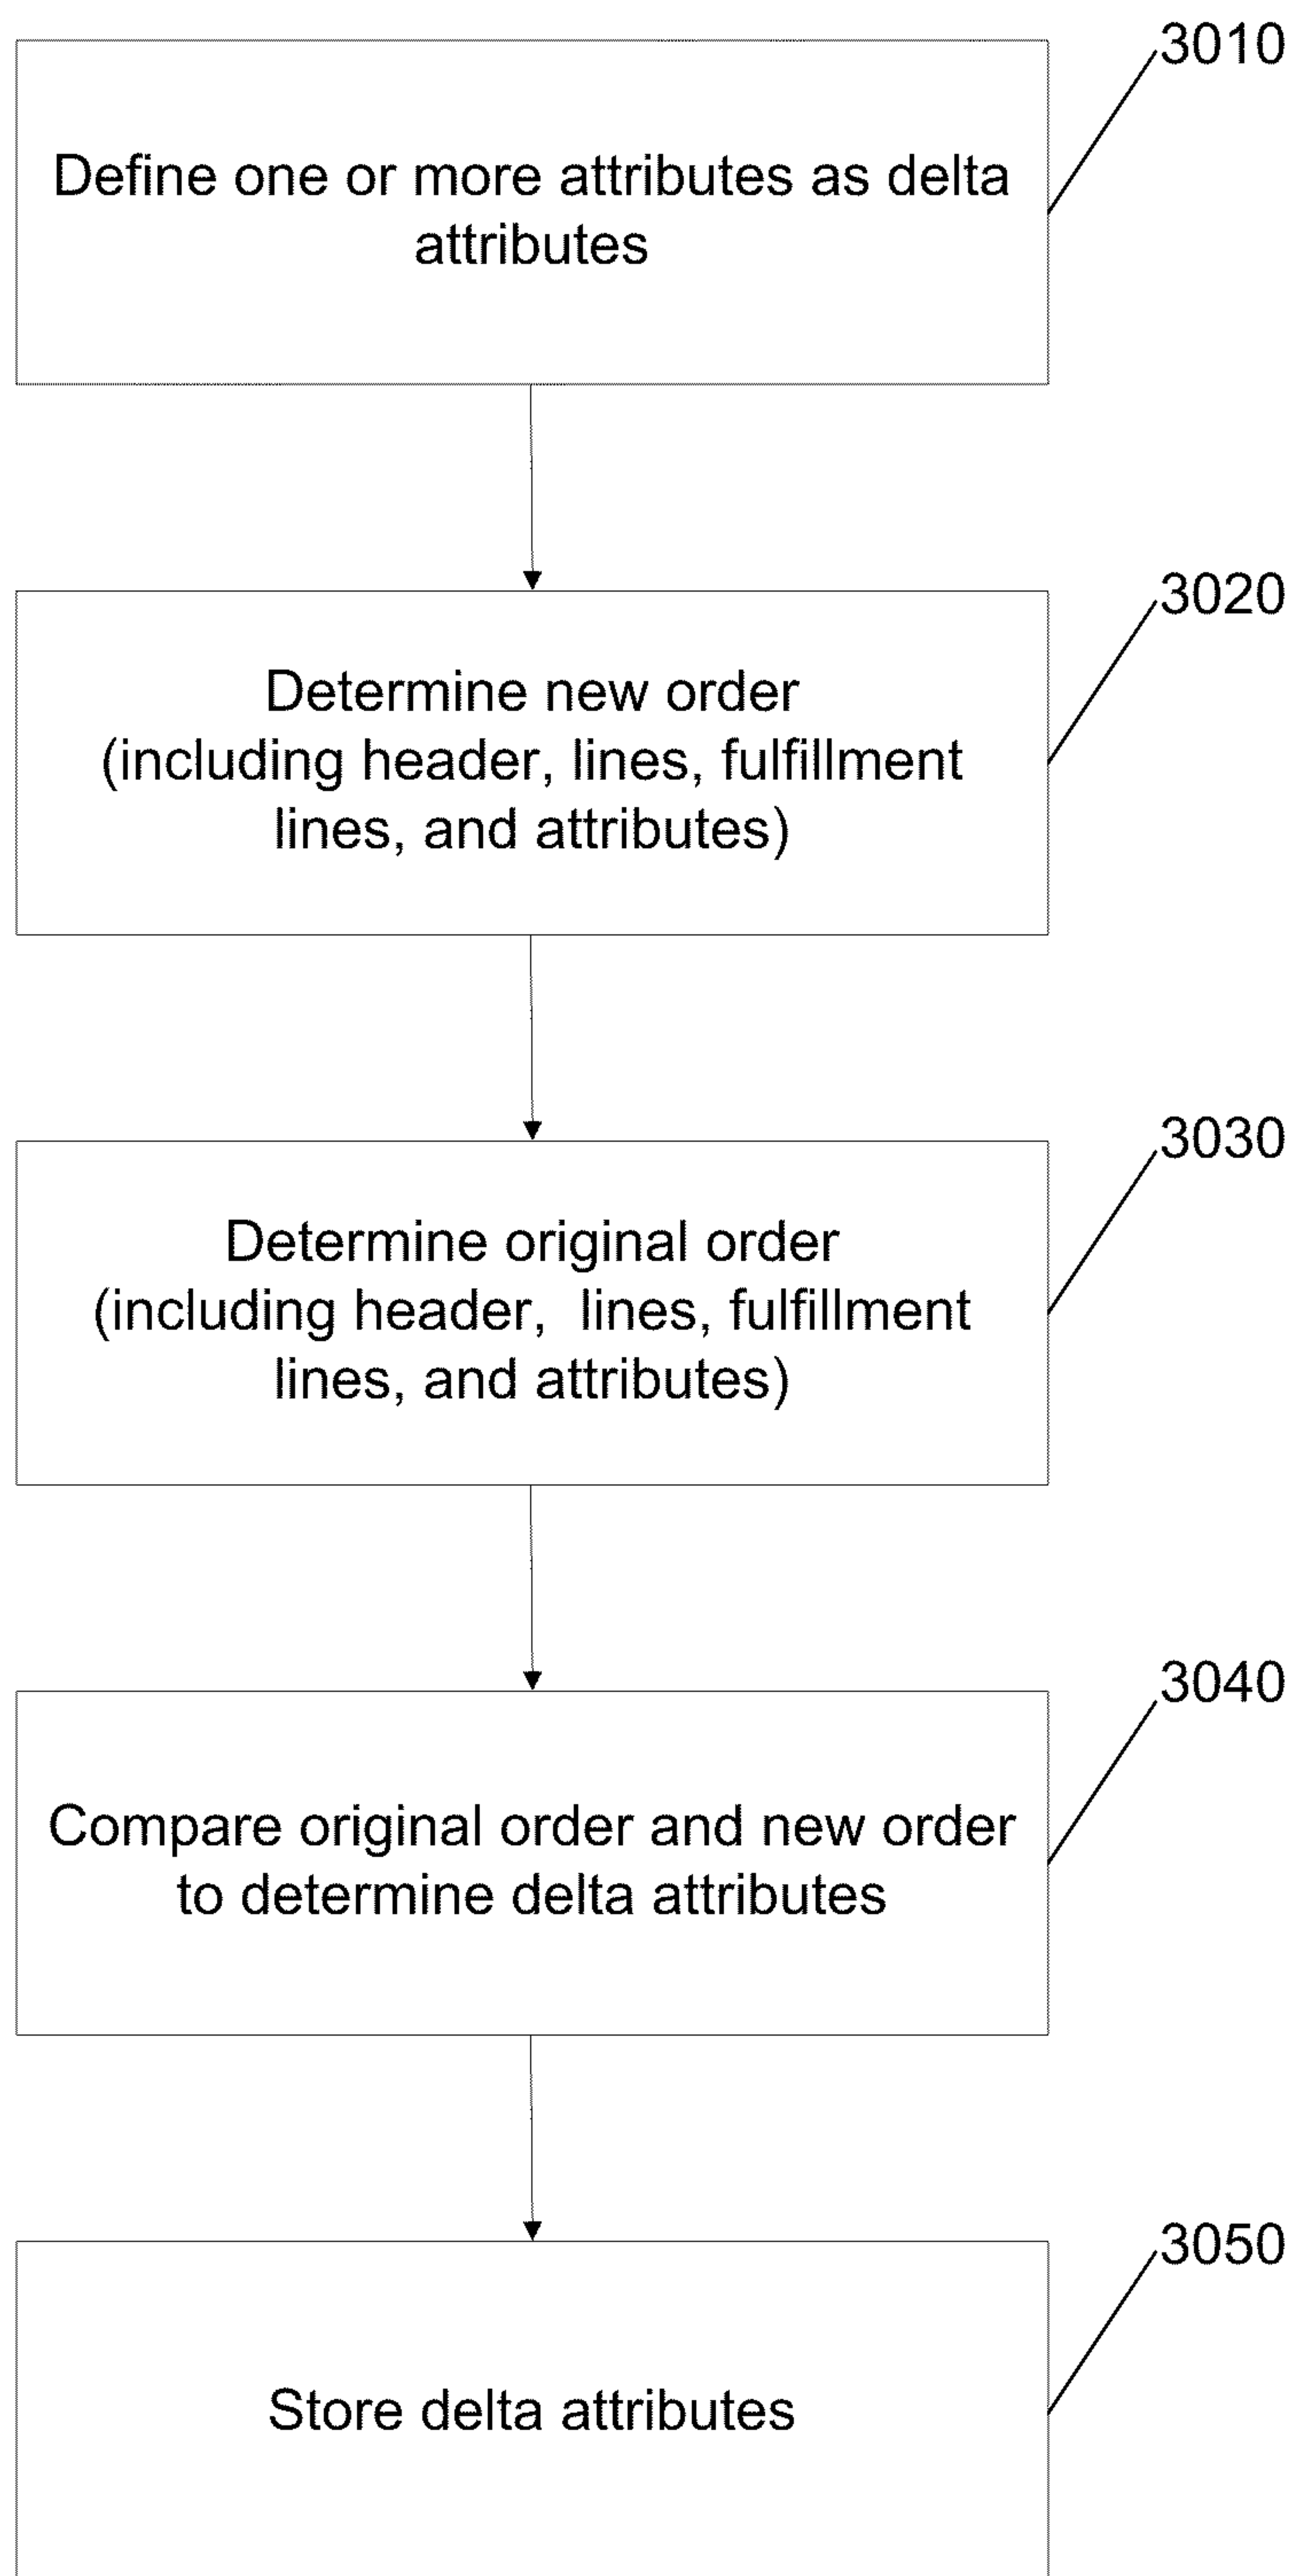 3010
Define one or more attributes as delta
attributes
3020
Determine new order
(including header, lines, fulfillment
lines, and attributes)
3030
Determine original order
(including header,  lines, fulfillment
lines, and attributes)
3040
Compare original order and new order
to determine delta attributes
3050
Store delta attributes